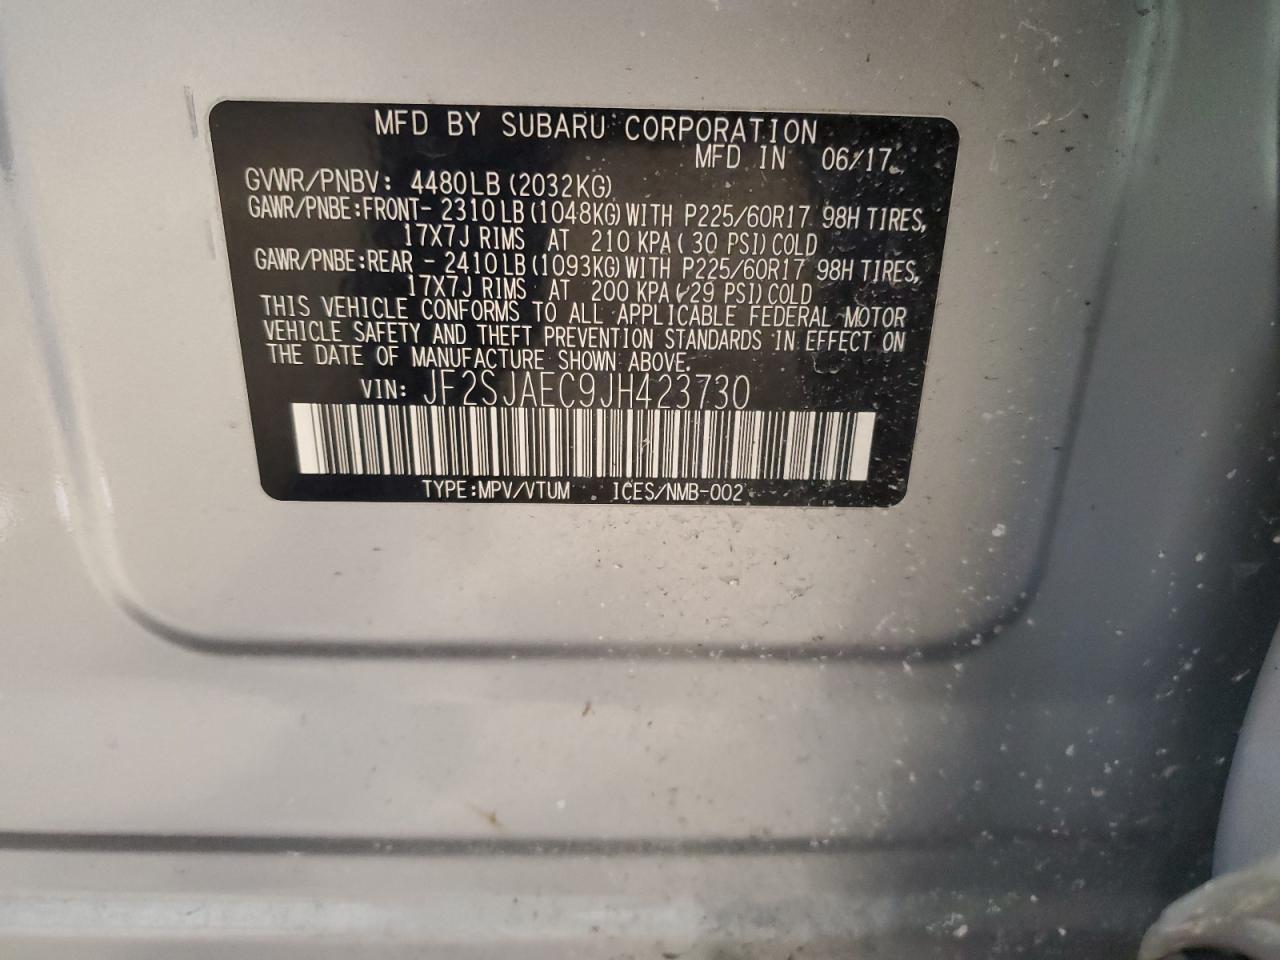 MFD BY SUBARU CORPORATION
MFD IN 06/17
GVWR/PNBV: 4480LB (2032KG)
GAWR/PNBE:FRONT- 2310LB (1048KG) WITH P225/60R17 98H TIRES,
17X7J RIMS AT 210 KPA ( 30 PSI) COLD
GAWR/PNBE:REAR - 2410LB (1093KG) WITH P225/60R17 98H TIRES,
17X7J RIMS AT 200 KPA ( 29 PSI) COLD
THIS VEHICLE CONFORMS TO ALL APPLICABLE FEDERAL MOTOR
VEHICLE SAFETY AND THEFT PREVENTION STANDARDS IN EFFECT ON
THE DATE OF MANUFACTURE SHOWN ABOVE.
VIN: JF2SJAEC9JH423730
TYPE:MPV/VTUM ICES/NMB-002